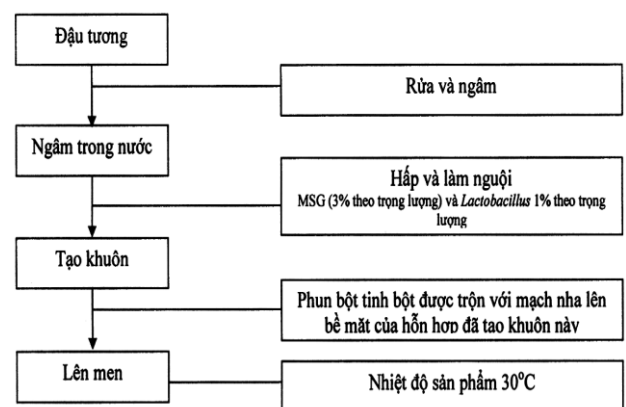 Đậu tương
Rửa và ngâm
Ngâm trong nước
Hấp và làm nguội
MSG (3% theo trọng lượng) và Lactobacillus 1% theo trọng
lượng
Tạo khuôn
Phun bột tinh bột được trộn với mạch nha lên
bề mặt của hỗn hợp đã tạo khuôn này
Lên men
Nhiệt độ sản phẩm 30°C